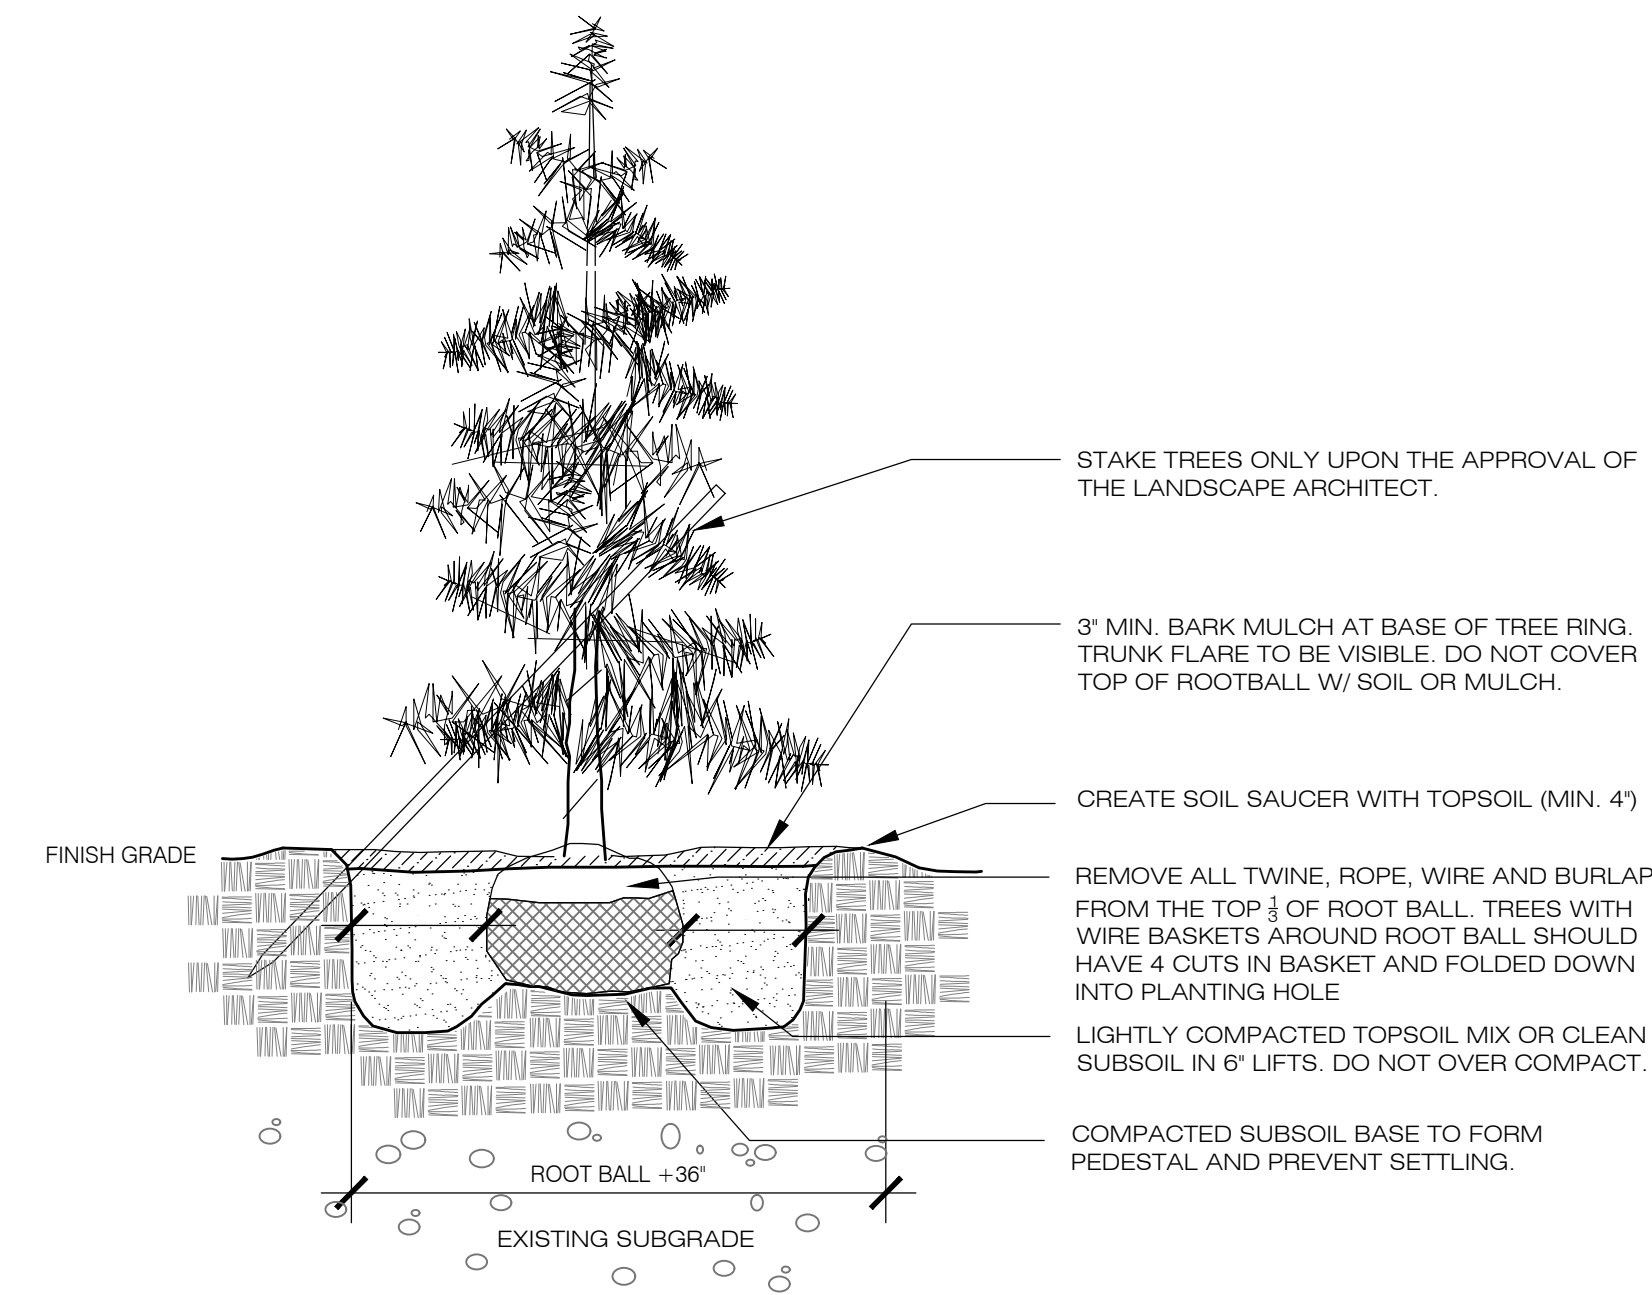 STAKE TREES ONLY UPON THE APPROVAL OF
THE LANDSCAPE ARCHITECT.
3" MIN. BARK MULCH AT BASE OF TREE RING.
TRUNK FLARE TO BE VISIBLE. DO NOT COVER
TOP OF ROOTBALL W/ SOIL OR MULCH.
CREATE SOIL SAUCER WITH TOPSOIL (MIN. 4")
FINISH GRADE
REMOVE ALL TWINE, ROPE, WIRE AND BURLAP
FROM THE TOP 1/3 OF ROOT BALL. TREES WITH
WIRE BASKETS AROUND ROOT BALL SHOULD
HAVE 4 CUTS IN BASKET AND FOLDED DOWN
INTO PLANTING HOLE
LIGHTLY COMPACTED TOPSOIL MIX OR CLEAN
SUBSOIL IN 6" LIFTS. DO NOT OVER COMPACT.
COMPACTED SUBSOIL BASE TO FORM
PEDESTAL AND PREVENT SETTLING.
ROOT BALL +36"
EXISTING SUBGRADE